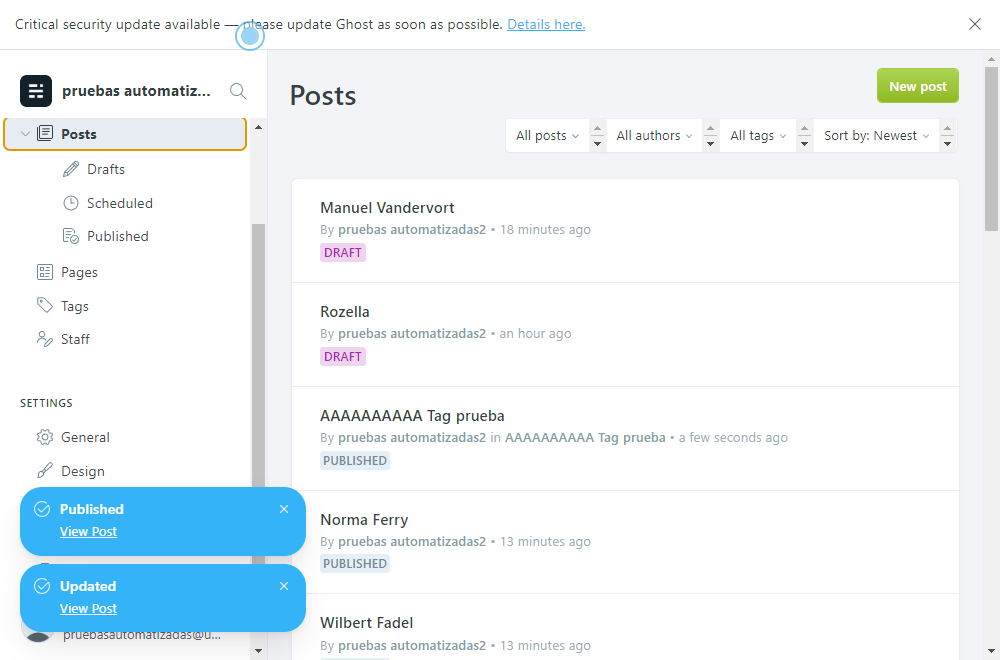 Critical security update available — please update Ghost as soon as possible. Details here.
pruebas automatiz...
Posts
Drafts
Scheduled
Published
Pages
Tags
Staff
SETTINGS
General
Design
Published
View Post
Updated
View Post
pruebasautomatizadas@u...
Posts
New post
All posts
All authors
All tags
Sort by: Newest
Manuel Vandervort
By pruebas automatizadas2 • 18 minutes ago
DRAFT
Rozella
By pruebas automatizadas2 • an hour ago
DRAFT
AAAAAAAAAA Tag prueba
By pruebas automatizadas2 in AAAAAAAAAA Tag prueba • a few seconds ago
PUBLISHED
Norma Ferry
By pruebas automatizadas2 • 13 minutes ago
PUBLISHED
Wilbert Fadel
By pruebas automatizadas2 • 13 minutes ago